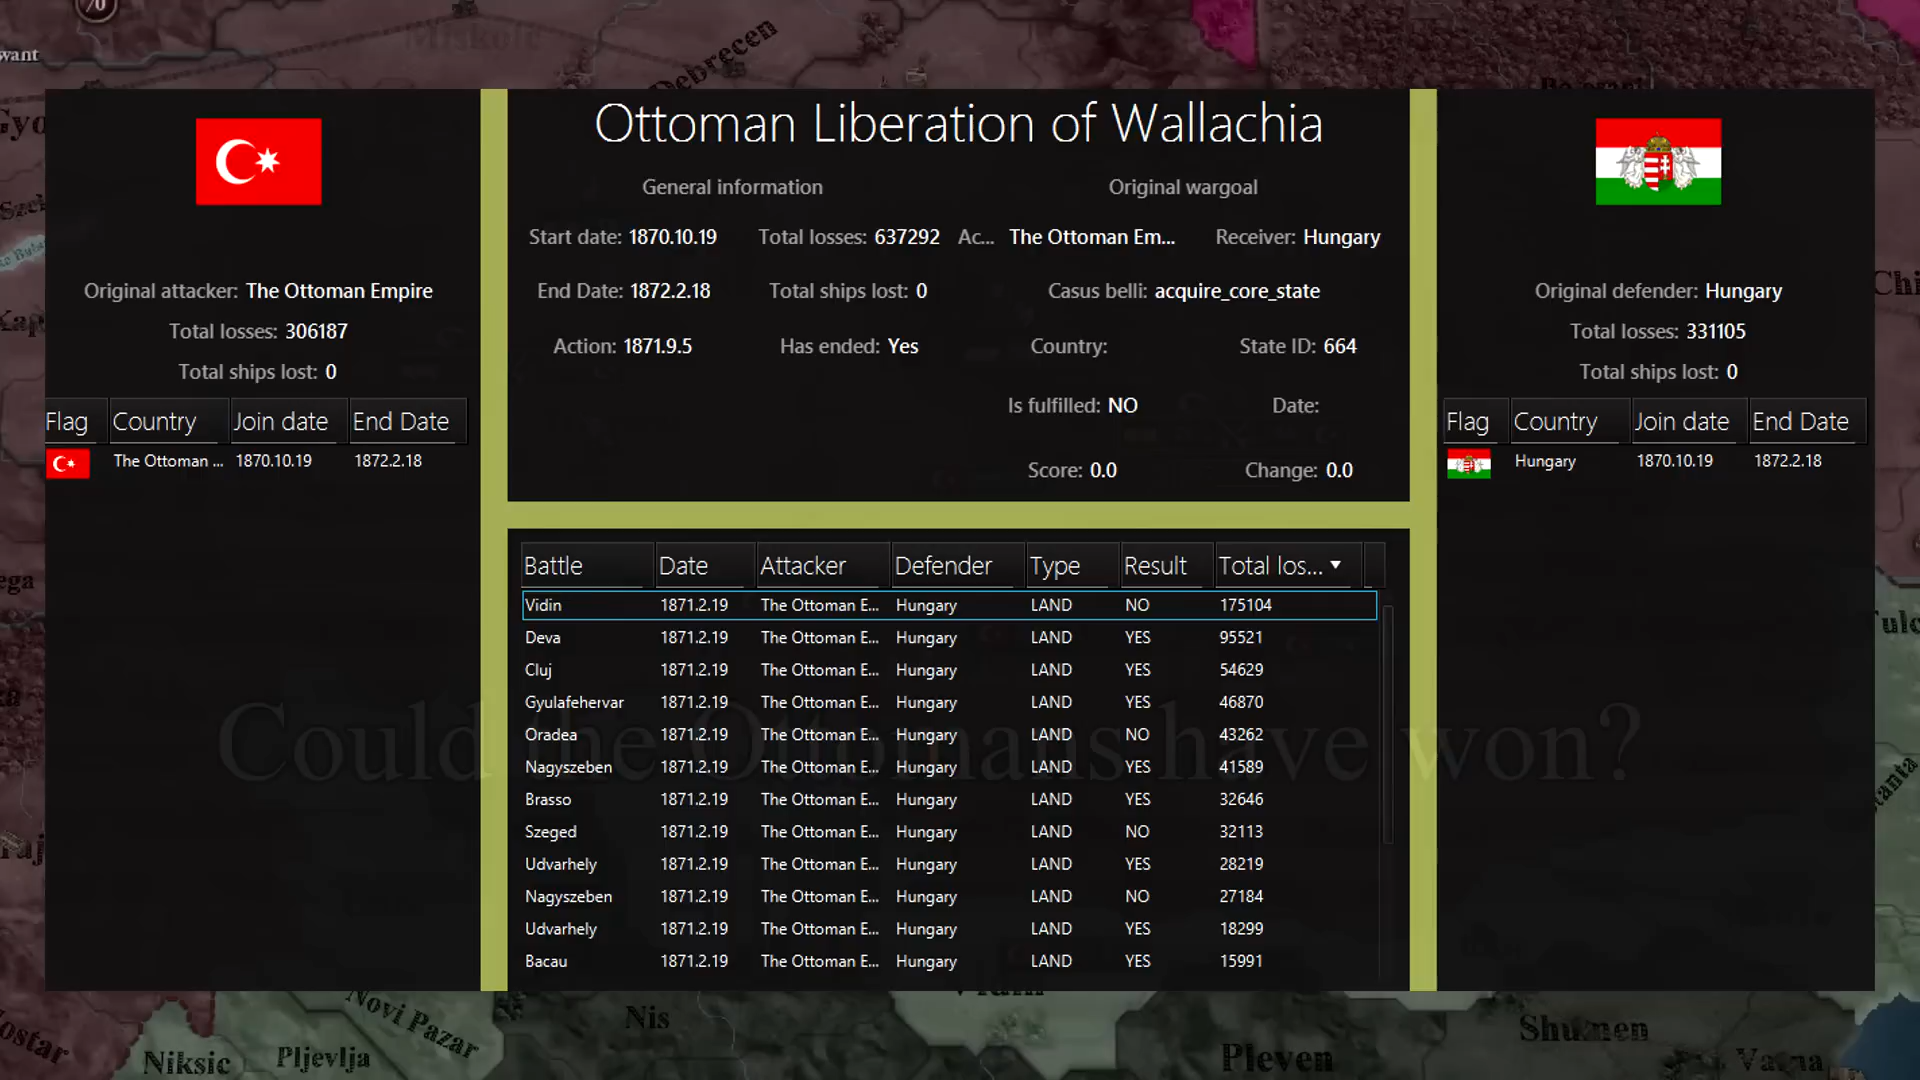 want
Debrecen
Ottoman Liberation of Wallachia
General information
Original wargoal
Start date: 1870.10.19
Total losses: 637292
Ac... The Ottoman Em...
Receiver: Hungary
End Date: 1872.2.18
Total ships lost: 0
Casus belli: acquire_core_state
Action: 1871.9.5
Has ended: Yes
Country:
State ID: 664
Is fulfilled: NO
Date:
Score: 0.0
Change: 0.0
Original attacker: The Ottoman Empire
Total losses: 306187
Total ships lost: 0
Flag Country Join date End Date
The Ottoman ... 1870.10.19 1872.2.18
Original defender: Hungary
Total losses: 331105
Total ships lost: 0
Flag Country Join date End Date
Hungary 1870.10.19 1872.2.18
Battle Date Attacker Defender Type Result Total los...
Vidin 1871.2.19 The Ottoman E... Hungary LAND NO 175104
Deva 1871.2.19 The Ottoman E... Hungary LAND YES 95521
Cluj 1871.2.19 The Ottoman E... Hungary LAND YES 54629
Gyulafehervar 1871.2.19 The Ottoman E... Hungary LAND YES 46870
Oradea 1871.2.19 The Ottoman E... Hungary LAND NO 43262
Nagyszeben 1871.2.19 The Ottoman E... Hungary LAND YES 41589
Brasso 1871.2.19 The Ottoman E... Hungary LAND YES 32646
Szeged 1871.2.19 The Ottoman E... Hungary LAND NO 32113
Udvarhely 1871.2.19 The Ottoman E... Hungary LAND YES 28219
Nagyszeben 1871.2.19 The Ottoman E... Hungary LAND NO 27184
Udvarhely 1871.2.19 The Ottoman E... Hungary LAND YES 18299
Bacau 1871.2.19 The Ottoman E... Hungary LAND YES 15991
Could the Ottomans have won?
Novi Pazar
Nis
Niksic
Pljevlja
Pleven
Shumen
Varna